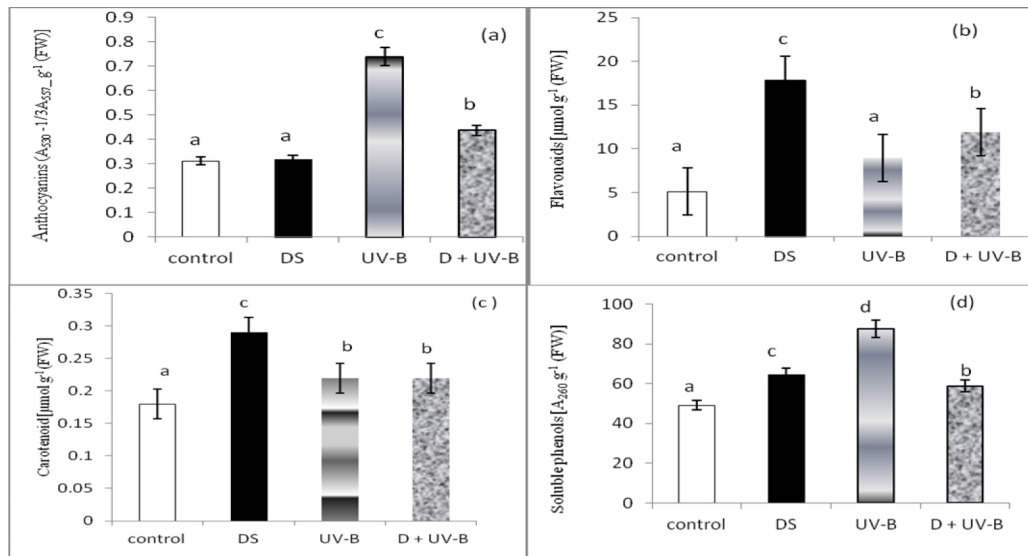 (a)
Anthocyanins (A530 -1/3A557_ g-1 (FW)
0.9
0.8
0.7
0.6
0.5
0.4
0.3
0.2
0.1
0
a
a
c
b
control DS UV-B D + UV-B
(b)
Flavonoids [µmol g-1 (FW)]
25
20
15
10
5
0
a
c
a
b
control DS UV-B D + UV-B
(c)
Carotenoid [µmol g-1 (FW)]
0.35
0.3
0.25
0.2
0.15
0.1
0.05
0
a
c
b
b
control DS UV-B D + UV-B
(d)
Soluble phenols [A260 g-1 (FW)]
100
80
60
40
20
0
a
c
d
b
control DS UV-B D + UV-B